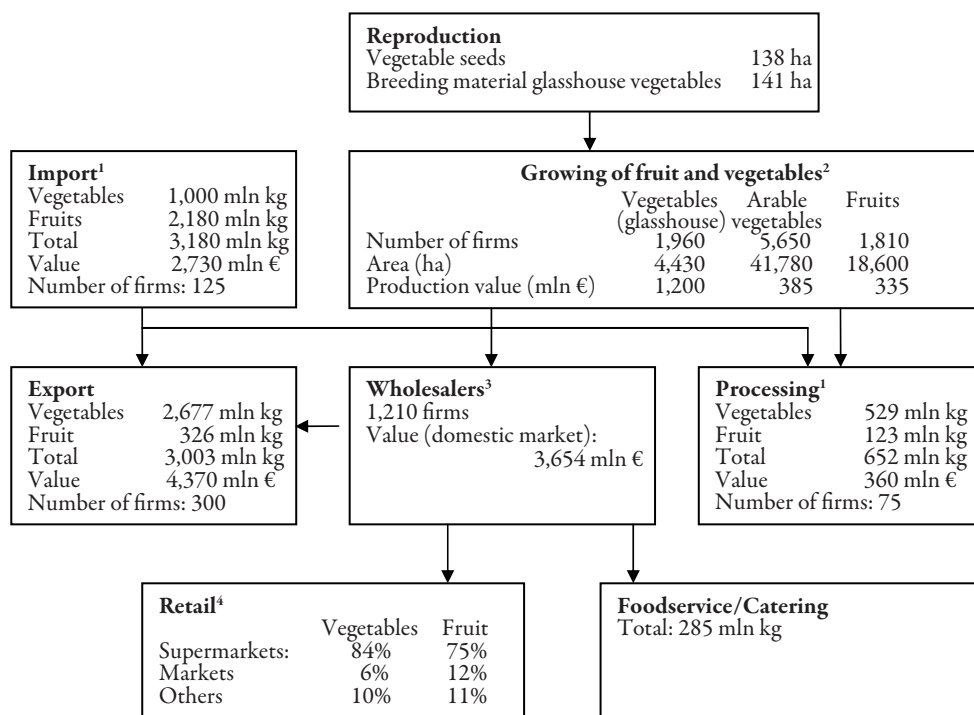 Reproduction
Vegetable seeds 138 ha
Breeding material glasshouse vegetables 141 ha
Import¹
Vegetables 1,000 mln kg
Fruits 2,180 mln kg
Total 3,180 mln kg
Value 2,730 mln €
Number of firms: 125
Growing of fruit and vegetables²
Vegetables Arable Fruits
(glasshouse) vegetables
Number of firms 1,960 5,650 1,810
Area (ha) 4,430 41,780 18,600
Production value (mln €) 1,200 385 335
Export
Vegetables 2,677 mln kg
Fruit 326 mln kg
Total 3,003 mln kg
Value 4,370 mln €
Number of firms: 300
Wholesalers³
1,210 firms
Value (domestic market):
3,654 mln €
Processing¹
Vegetables 529 mln kg
Fruit 123 mln kg
Total 652 mln kg
Value 360 mln €
Number of firms: 75
Retail⁴
Vegetables Fruit
Supermarkets: 84% 75%
Markets 6% 12%
Others 10% 11%
Foodservice/Catering
Total: 285 mln kg